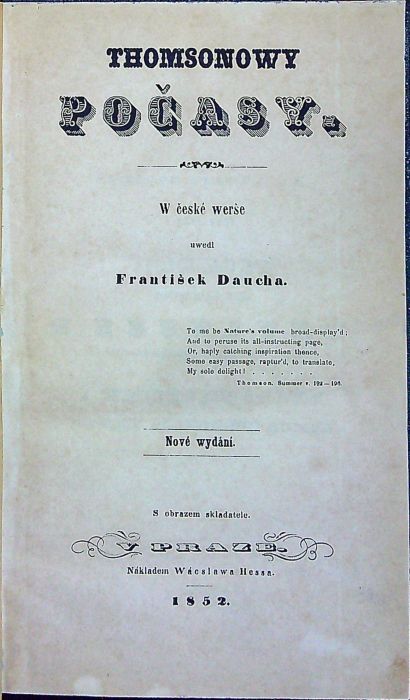 THOMSONOWY
POČASY.
W české werše
uwedl
František Daucha.
To me be Nature's volume broad-display'd;
And to peruse its all-instructing page,
Or, haply catching inspiration thence,
Some easy passage, raptur'd, to translate,
My sole delight! . . . . . . .
Thomson. Summer v. 192—196.
Nové wydání.
S obrazem skladatele.
V PRAZE.
Nákladem Wácslawa Hessa.
1852.